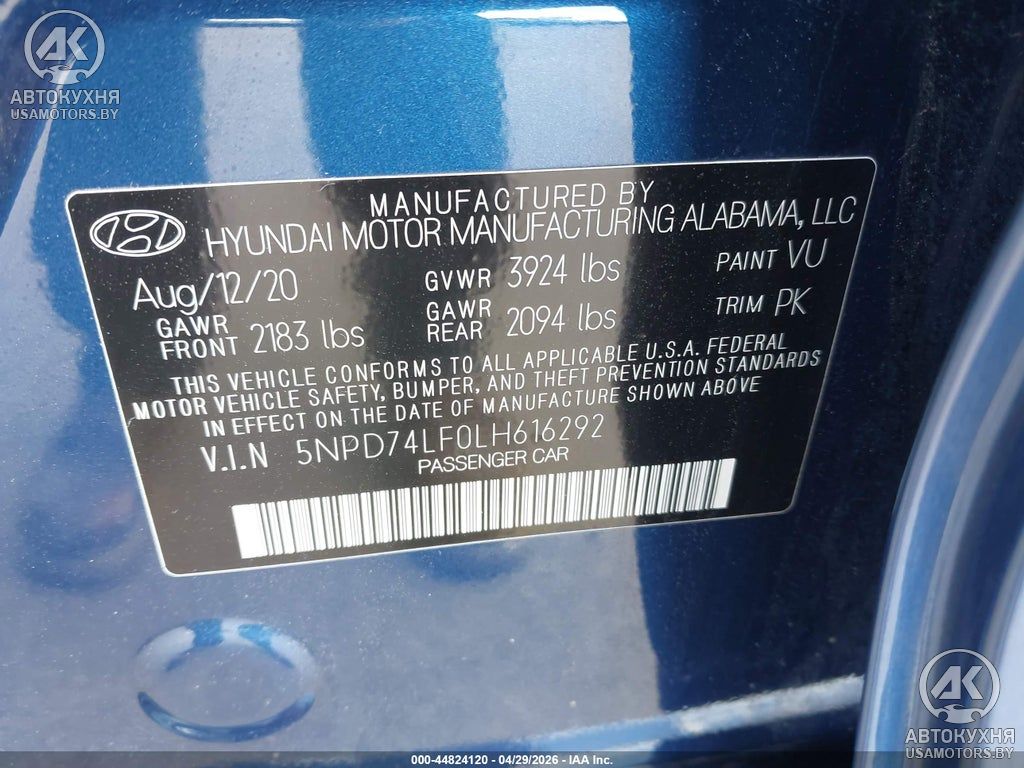 AK
АВТОКУХНЯ
USAMOTORS.BY
MANUFACTURED BY
HYUNDAI MOTOR MANUFACTURING ALABAMA, LLC
Aug/12/20 GVWR 3924 lbs PAINT VU
GAWR FRONT 2183 lbs GAWR REAR 2094 lbs TRIM PK
THIS VEHICLE CONFORMS TO ALL APPLICABLE U.S.A. FEDERAL
MOTOR VEHICLE SAFETY, BUMPER, AND THEFT PREVENTION STANDARDS
IN EFFECT ON THE DATE OF MANUFACTURE SHOWN ABOVE
V.I.N 5NPD74LF0LH616292
PASSENGER CAR
AK
АВТОКУХНЯ
USAMOTORS.BY
000-44824120 - 04/29/2026 - IAA Inc.